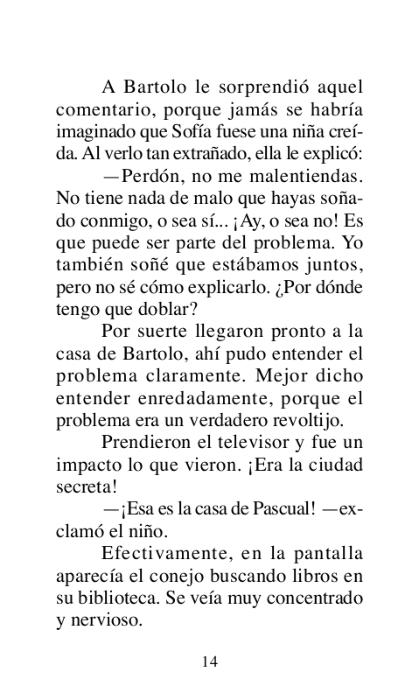 A Bartolo le sorprendió aquel
comentario, porque jamás se habría
imaginado que Sofía fuese una niña creí-
da. Al verlo tan extrañado, ella le explicó:
—Perdón, no me malentiendas.
No tiene nada de malo que hayas soña-
do conmigo, o sea sí... ¡Ay, o sea no! Es
que puede ser parte del problema. Yo
también soñé que estábamos juntos,
pero no sé cómo explicarlo. ¿Por dónde
tengo que doblar?
Por suerte llegaron pronto a la
casa de Bartolo, ahí pudo entender el
problema claramente. Mejor dicho
entender enredadamente, porque el
problema era un verdadero revoltijo.
Prendieron el televisor y fue un
impacto lo que vieron. ¡Era la ciudad
secreta!
—¡Esa es la casa de Pascual! —ex-
clamó el niño.
Efectivamente, en la pantalla
aparecía el conejo buscando libros en
su biblioteca. Se veía muy concentrado
y nervioso.
14